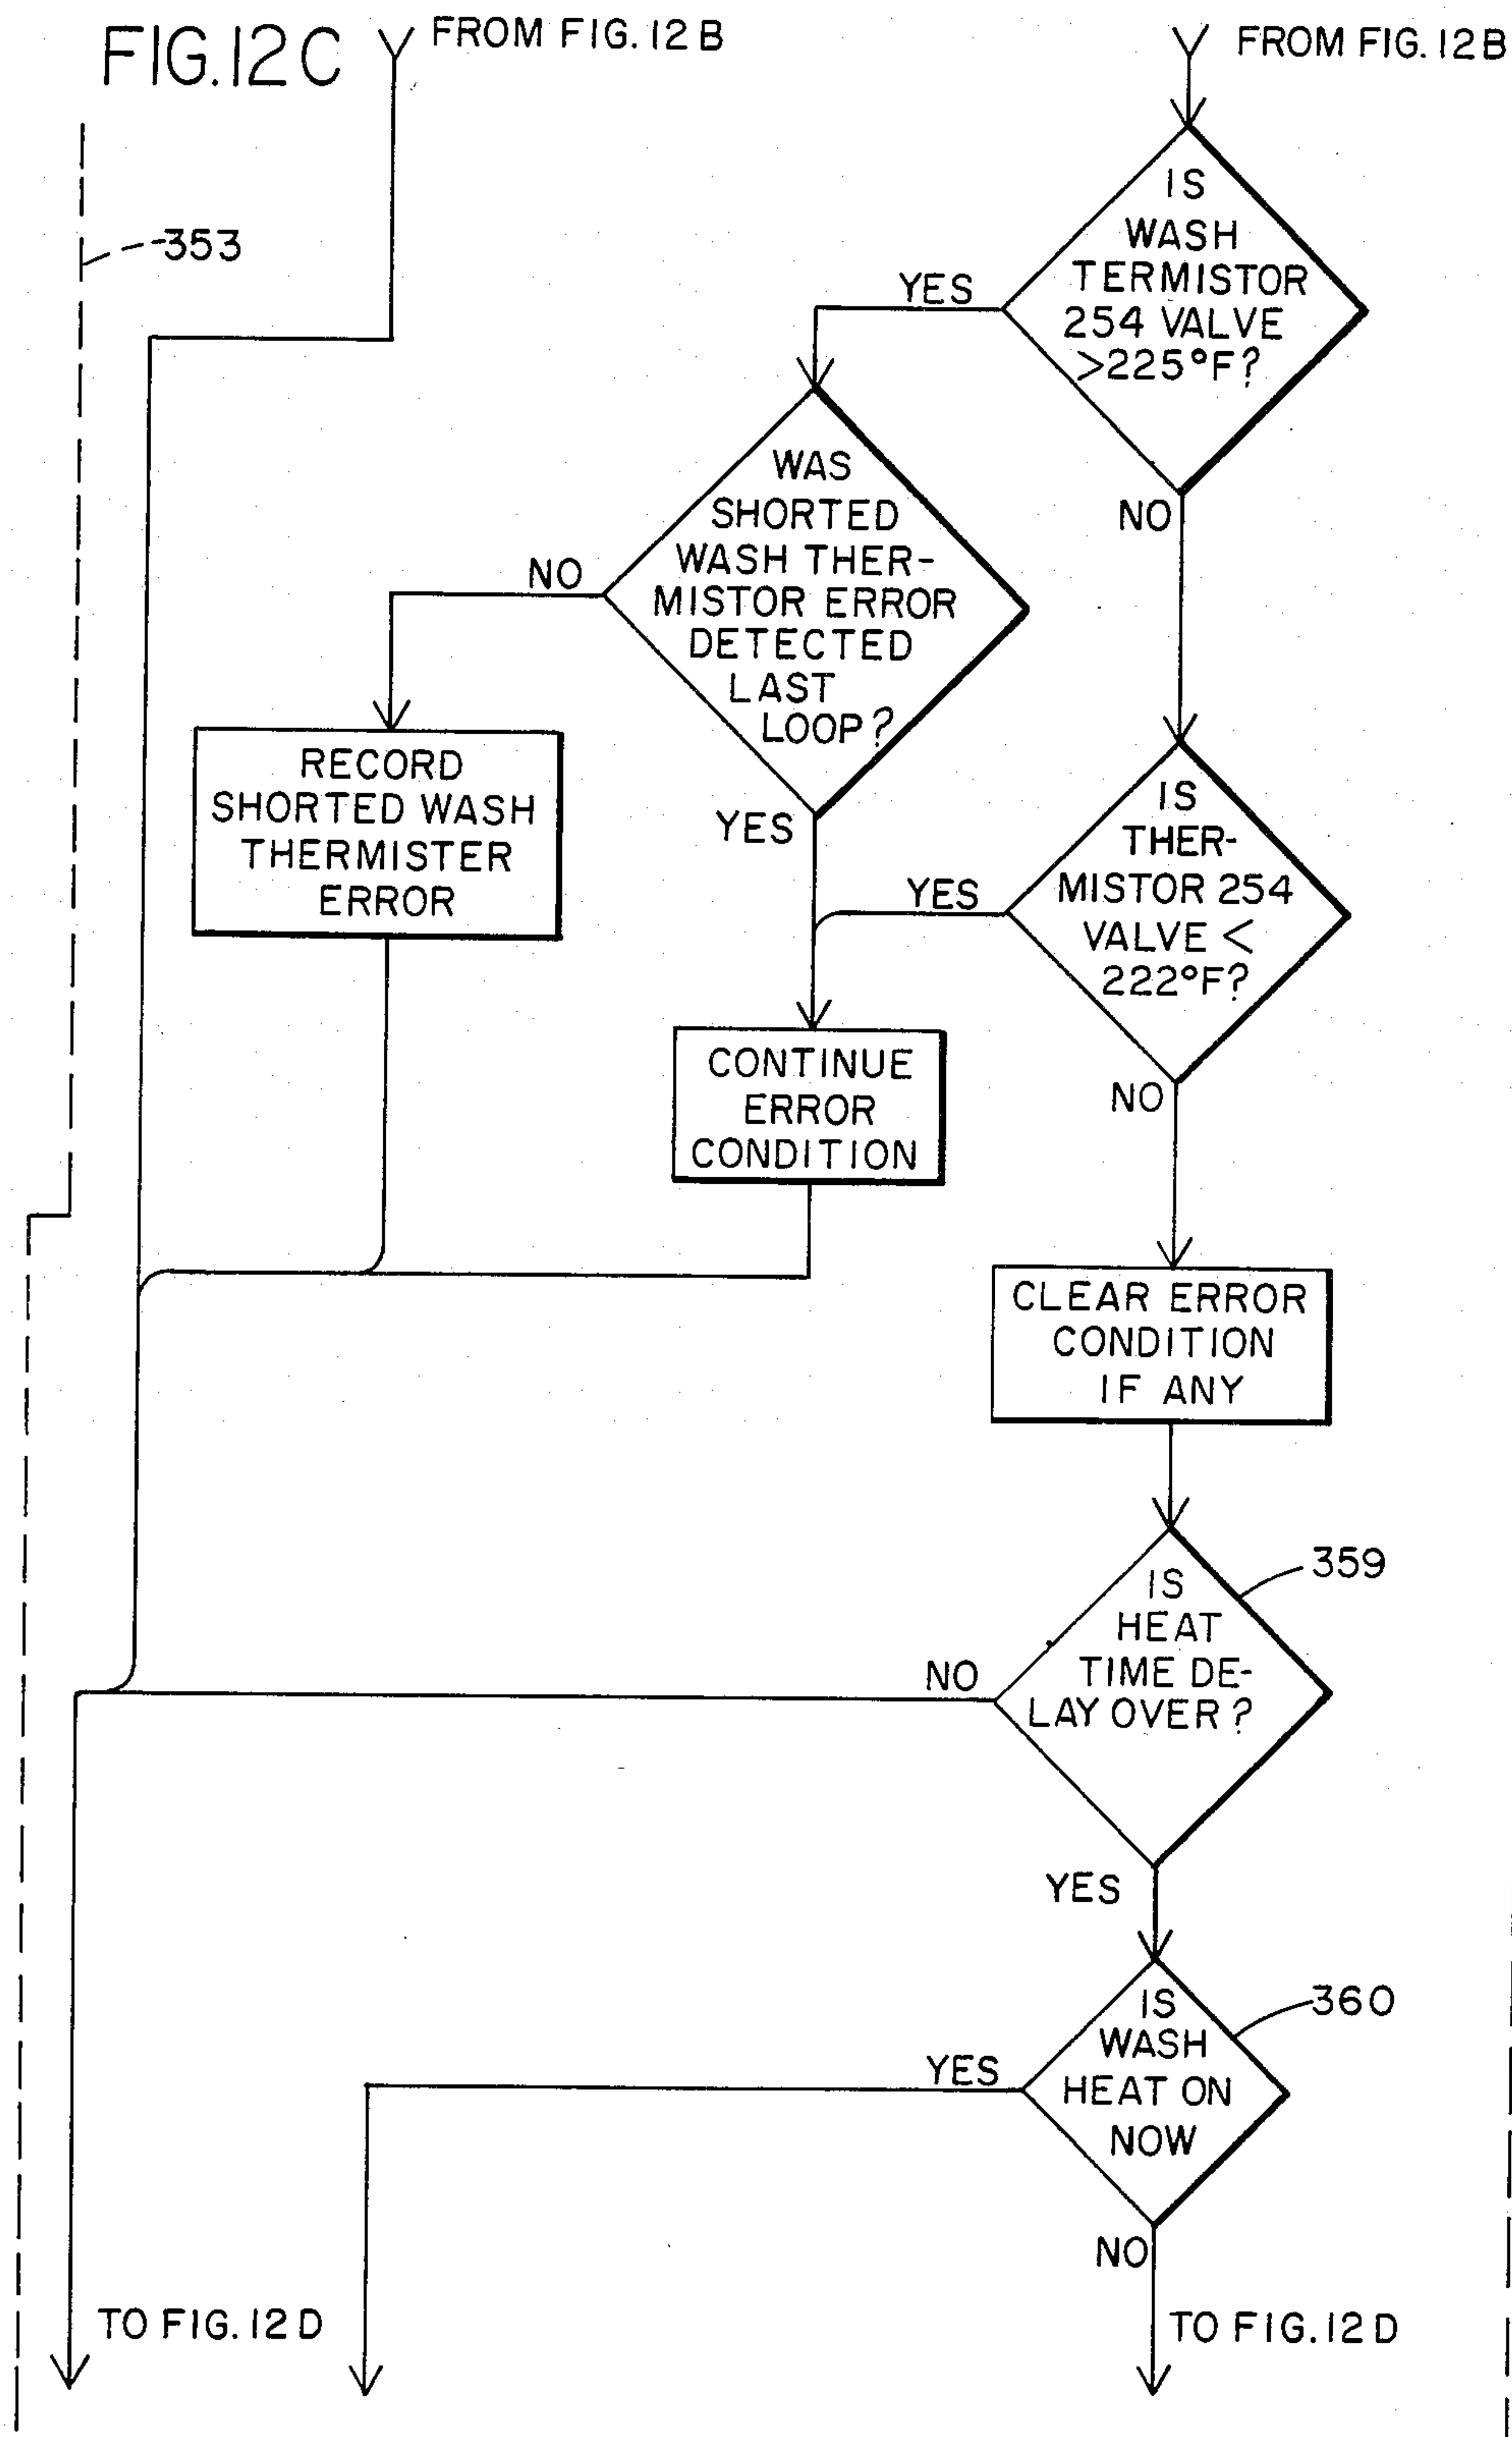 FIG.12C
FROM FIG.12B
FROM FIG.12B
353
IS
WASH
TERMISTOR
254 VALVE
>225°F?
YES
NO
WAS
SHORTED
WASH THER-
MISTOR ERROR
DETECTED
LAST
LOOP?
NO
YES
RECORD
SHORTED WASH
THERMISTER
ERROR
IS
THER-
MISTOR 254
VALVE <
222°F?
YES
NO
CONTINUE
ERROR
CONDITION
CLEAR ERROR
CONDITION
IF ANY
359
IS
HEAT
TIME DE-
LAY OVER?
NO
YES
360
IS
WASH
HEAT ON
NOW
YES
NO
TO FIG.12D
TO FIG.12D